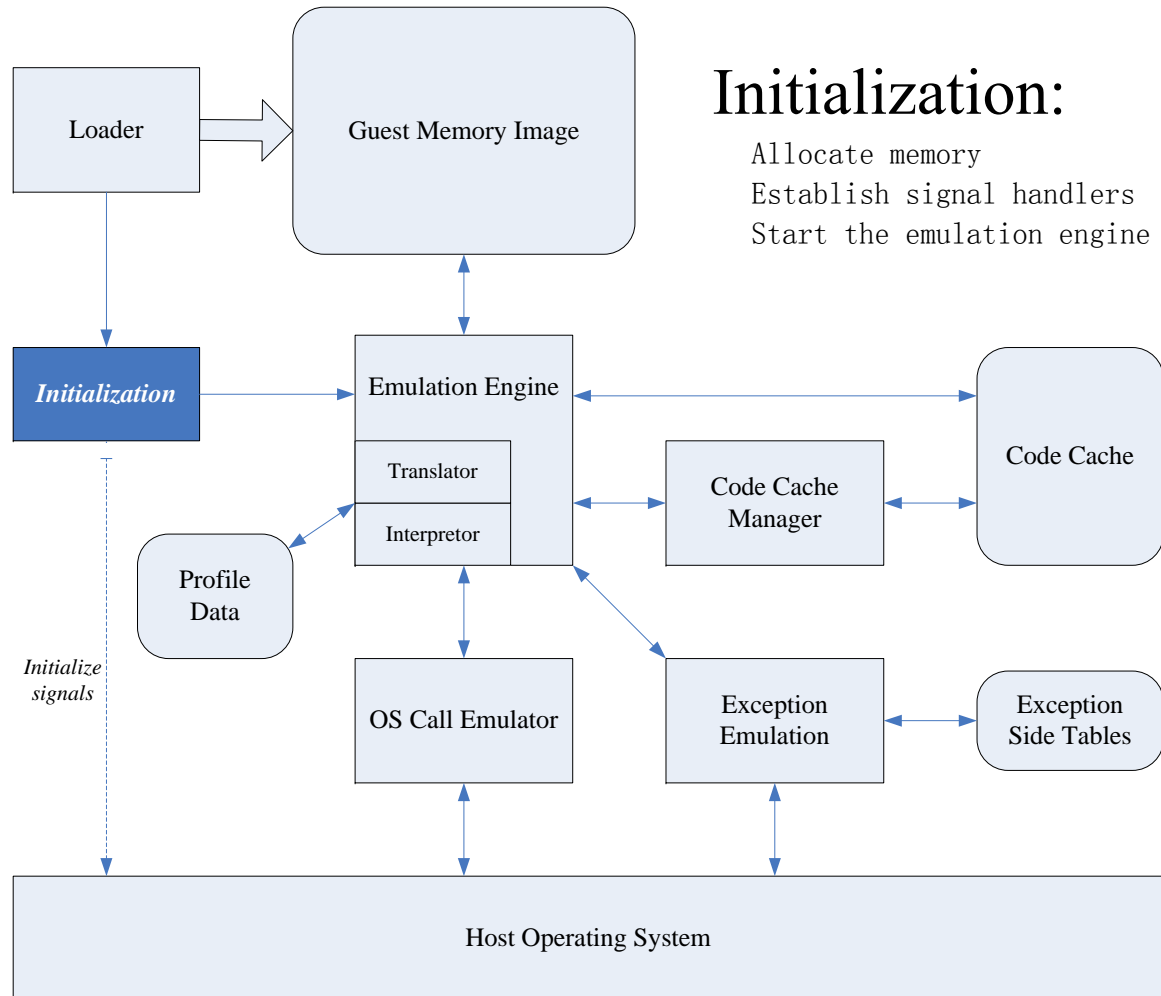 Initialization:
Allocate memory
Establish signal handlers
Start the emulation engine
Loader
Guest Memory Image
Initialization
Emulation Engine
Translator
Interpretor
Code Cache
Manager
Code Cache
Profile
Data
Initialize
signals
OS Call Emulator
Exception
Emulation
Exception
Side Tables
Host Operating System